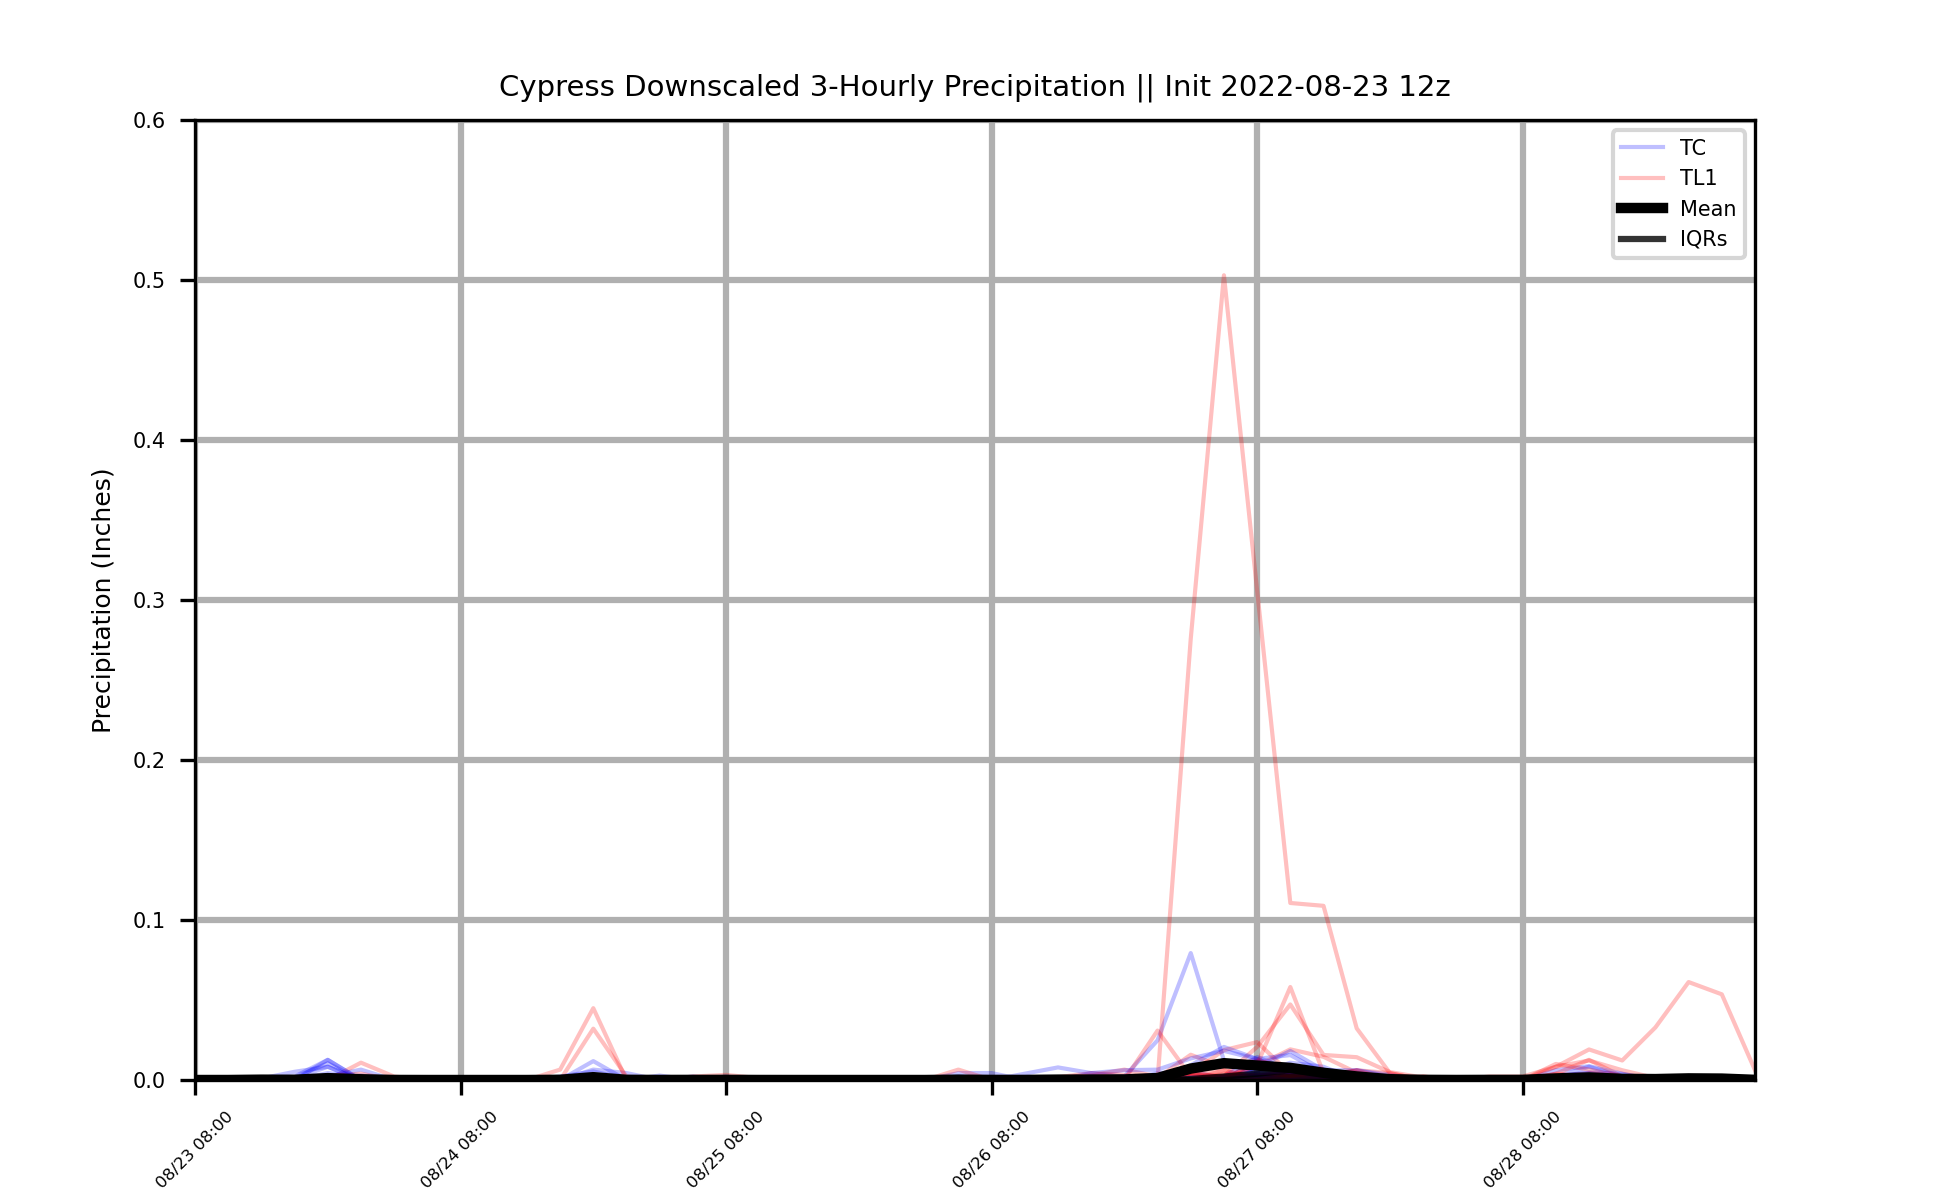 Cypress Downscaled 3-Hourly Precipitation || Init 2022-08-23 12z
TC
TL1
Mean
IQRs
Precipitation (Inches)
0.6
0.5
0.4
0.3
0.2
0.1
0.0
08/23 08:00
08/24 08:00
08/25 08:00
08/26 08:00
08/27 08:00
08/28 08:00